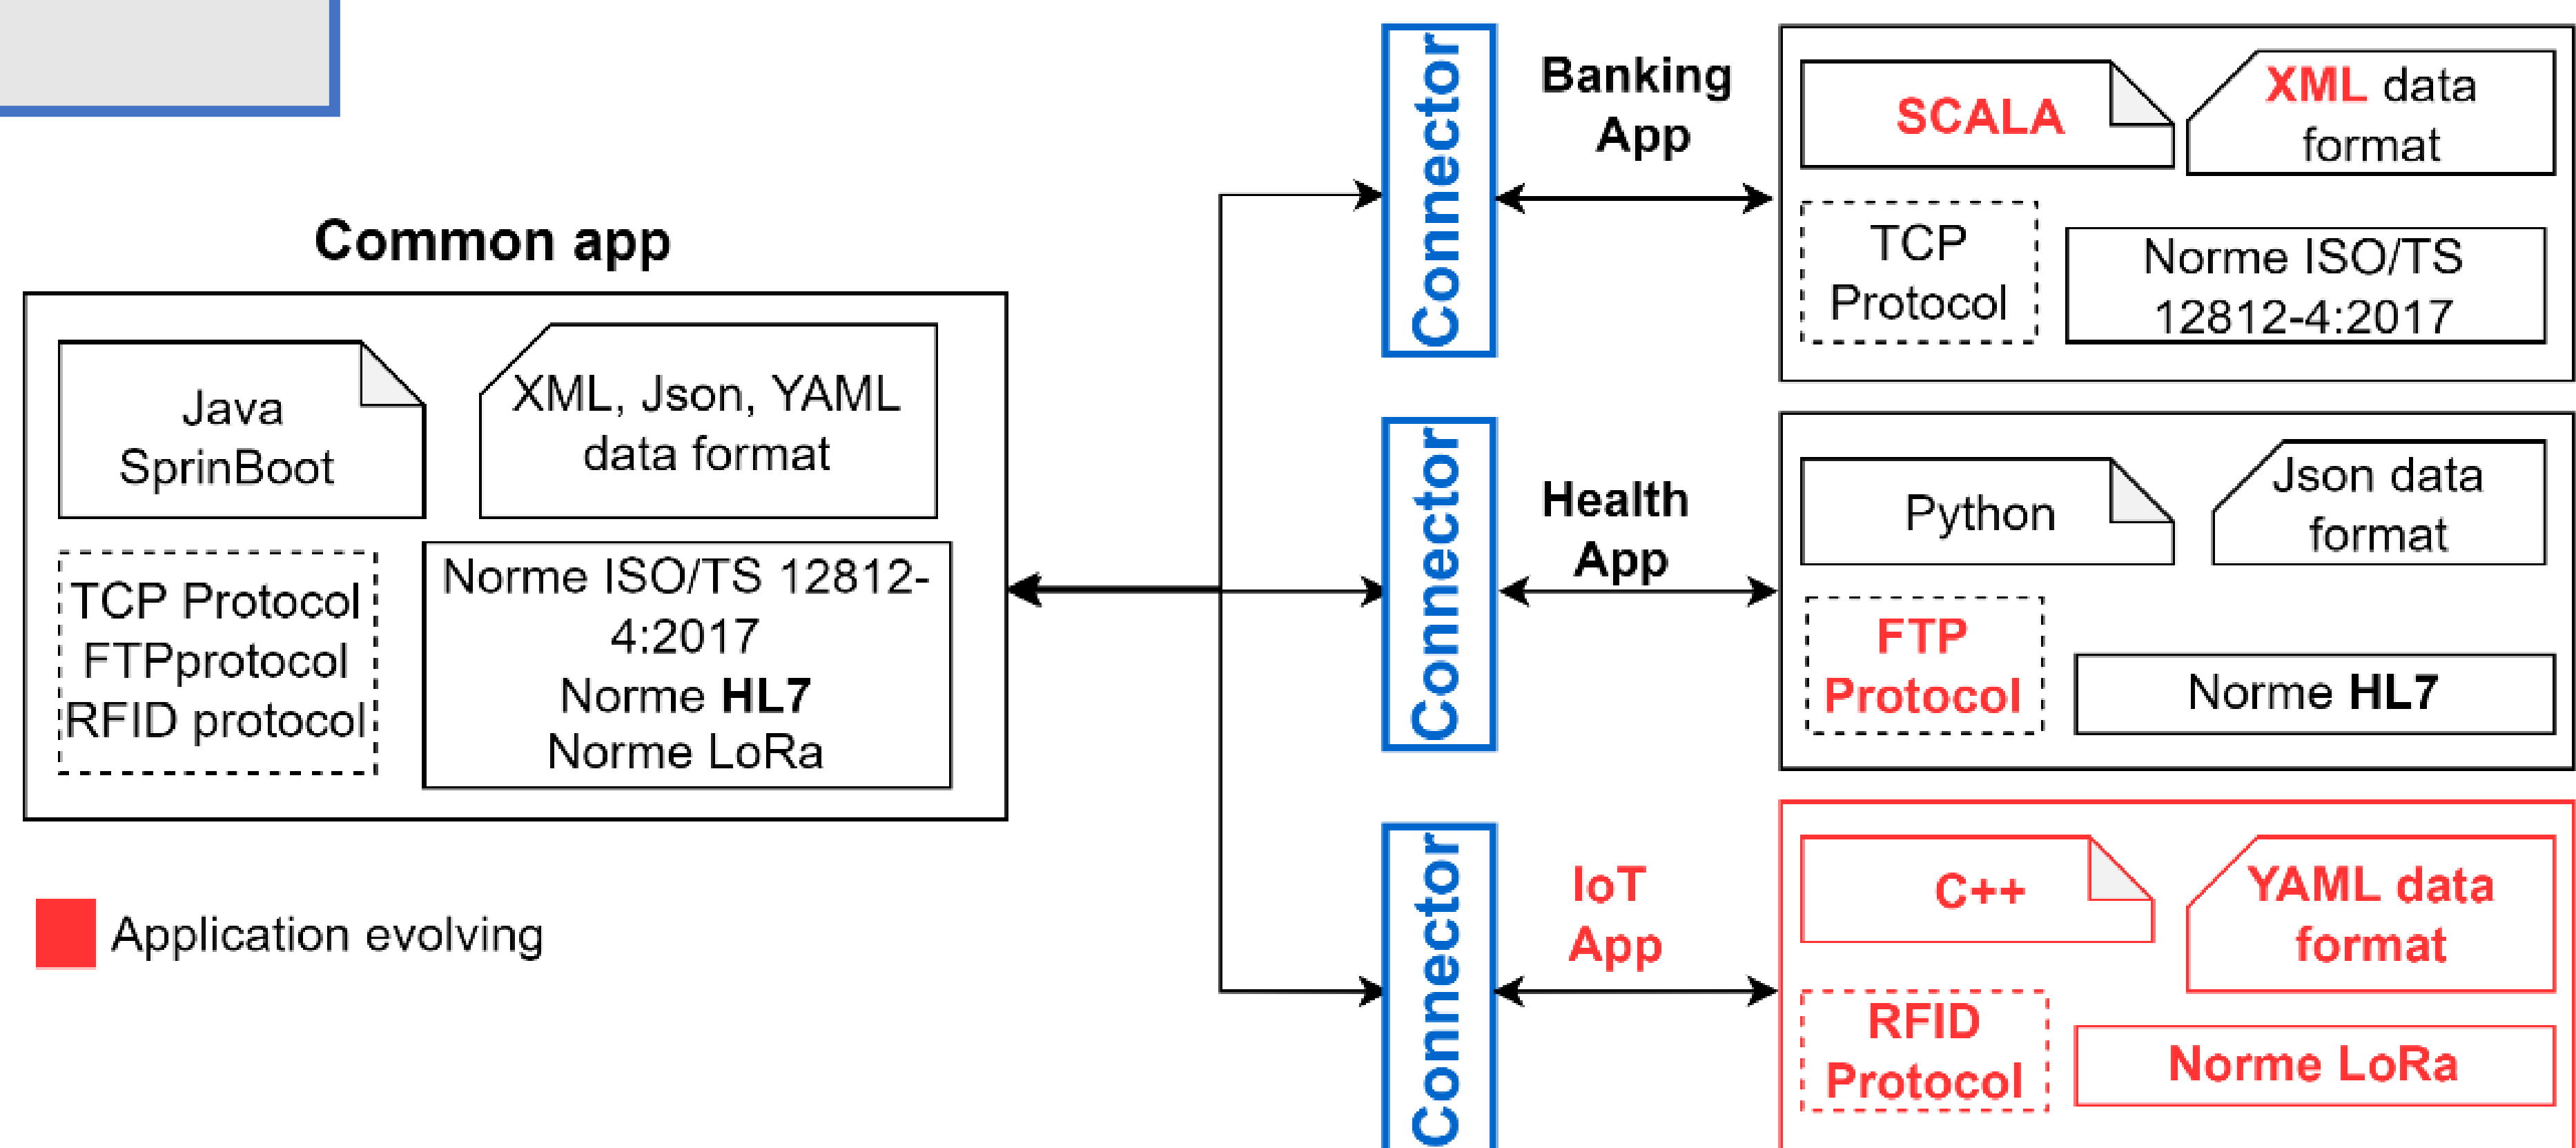 Common app
Java
SprinBoot
XML, Json, YAML
data format
TCP Protocol
FTPprotocol
RFID protocol
Norme ISO/TS 12812-
4:2017
Norme HL7
Norme LoRa
Application evolving
Connector
Banking
App
SCALA
XML data
format
TCP
Protocol
Norme ISO/TS
12812-4:2017
Connector
Health
App
Python
Json data
format
FTP
Protocol
Norme HL7
Connector
IoT
App
C++
YAML data
format
RFID
Protocol
Norme LoRa